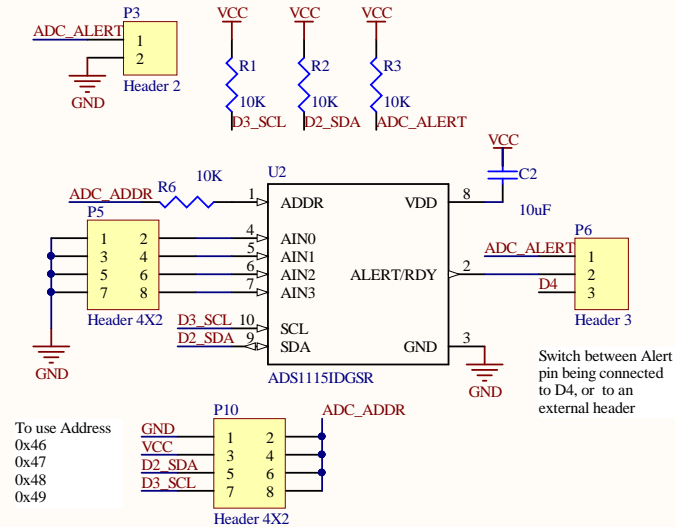 P3
ADC_ALERT
1
2
GND
Header 2
VCC
R1
10K
D3_SCL
VCC
R2
10K
D2_SDA
VCC
R3
10K
ADC_ALERT
VCC
C2
10uF
ADC_ADDR
R6
10K
U2
1 ADDR
4 AIN0
5 AIN1
6 AIN2
7 AIN3
10 SCL
9 SDA
VDD 8
ALERT/RDY 2
GND 3
ADS1115IDGSR
P5
1 2
3 4
5 6
7 8
Header 4X2
GND
D3_SCL
D2_SDA
GND
P6
ADC_ALERT
1
2
D4
3
Header 3
Switch between Alert
pin being connected
to D4, or to an
external header
To use Address
0x46
0x47
0x48
0x49
P10
ADC_ADDR
GND 1 2
VCC 3 4
D2_SDA 5 6
D3_SCL 7 8
Header 4X2